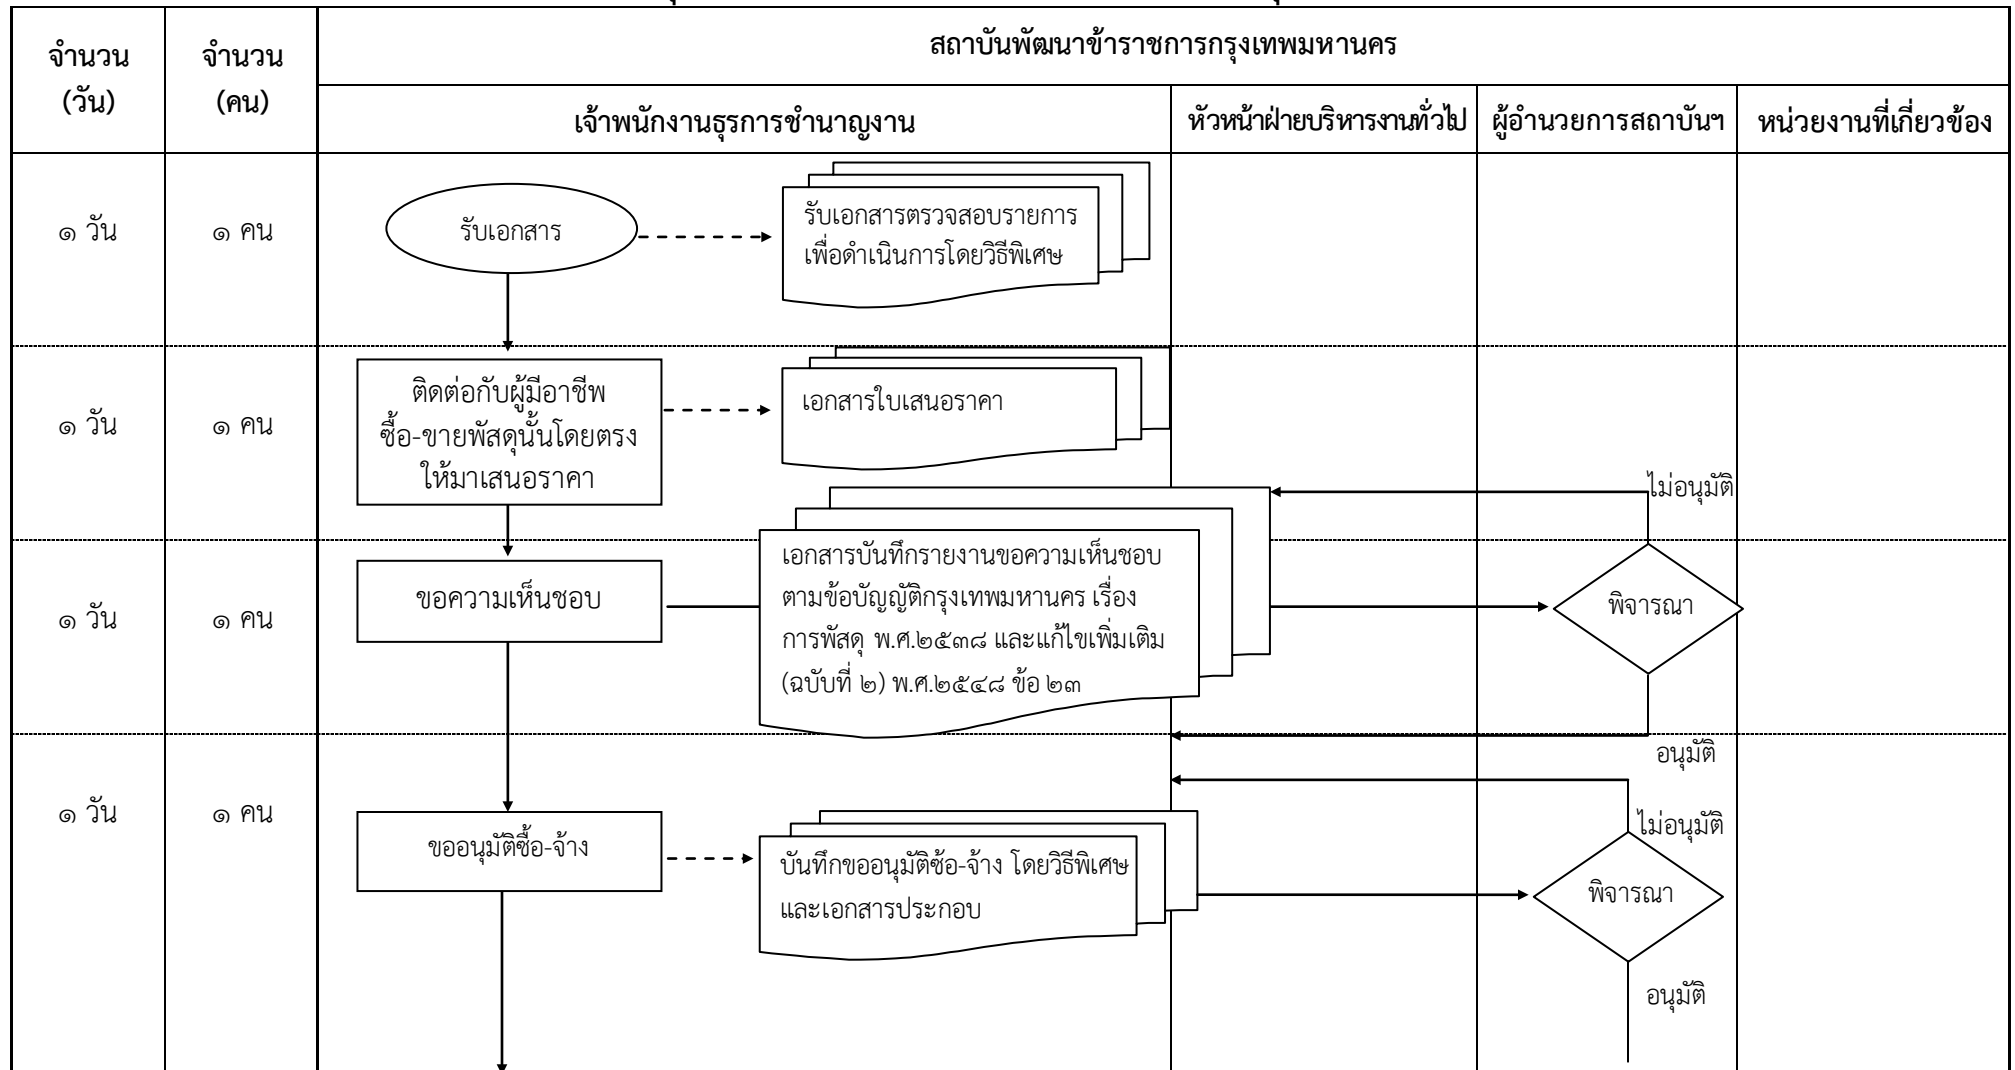 จำนวน
(วัน)
จำนวน
(คน)
สถาบันพัฒนาข้าราชการกรุงเทพมหานคร
เจ้าพนักงานธุรการชำนาญงาน
หัวหน้าฝ่ายบริหารงานทั่วไป
ผู้อำนวยการสถาบันฯ
หน่วยงานที่เกี่ยวข้อง
๑ วัน
๑ คน
รับเอกสาร
รับเอกสารตรวจสอบรายการ
เพื่อดำเนินการโดยวิธีพิเศษ
๑ วัน
๑ คน
ติดต่อกับผู้มีอาชีพ
ซื้อ-ขายพัสดุนั้นโดยตรง
ให้มาเสนอราคา
เอกสารใบเสนอราคา
ไม่อนุมัติ
๑ วัน
๑ คน
ขอความเห็นชอบ
เอกสารบันทึกรายงานขอความเห็นชอบ
ตามข้อบัญญัติกรุงเทพมหานคร เรื่อง
การพัสดุ พ.ศ.๒๕๓๘ และแก้ไขเพิ่มเติม
(ฉบับที่ ๒) พ.ศ.๒๕๔๘ ข้อ ๒๓
พิจารณา
อนุมัติ
๑ วัน
๑ คน
ขออนุมัติซื้อ-จ้าง
บันทึกขออนุมัติซ้อ-จ้าง โดยวิธีพิเศษ
และเอกสารประกอบ
ไม่อนุมัติ
พิจารณา
อนุมัติ